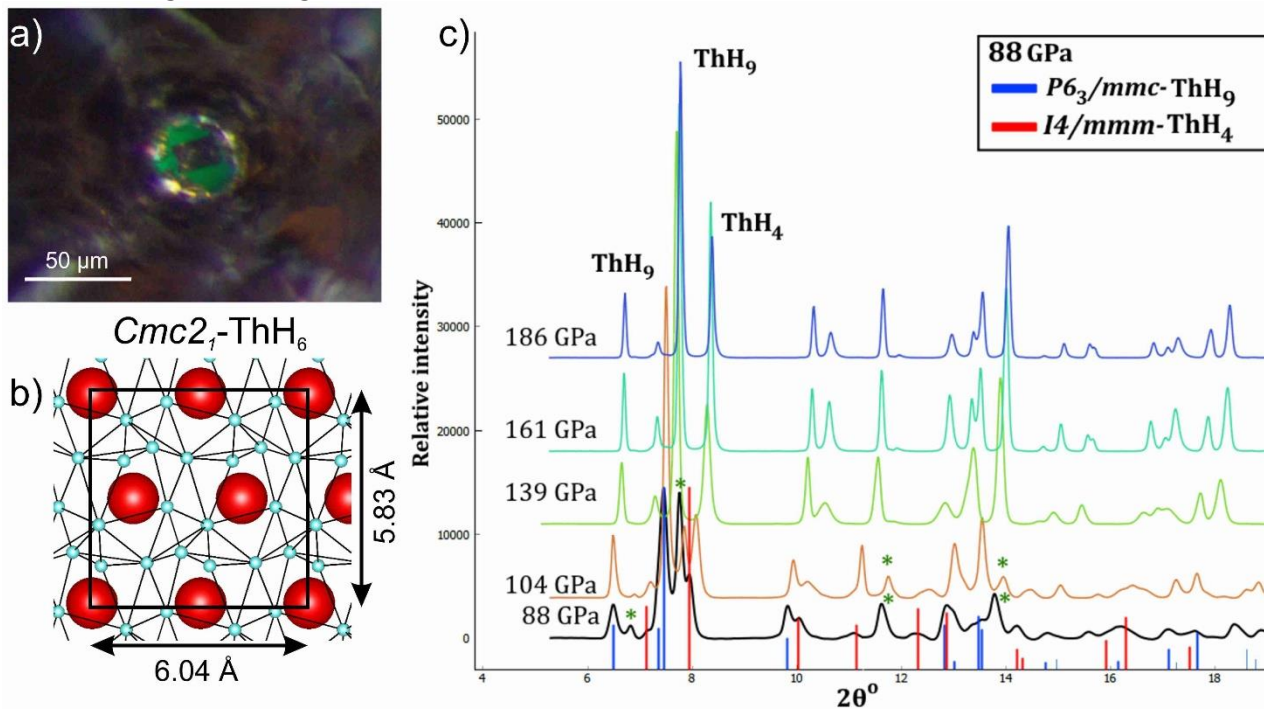 a)
50 µm
Cmc2₁-ThH₆
b)
5.83 Å
6.04 Å
c)
88 GPa
P6₃/mmc-ThH₉
I4/mmm-ThH₄
ThH₉
ThH₄
ThH₉
Relative intensity
50000
40000
30000
20000
10000
0
186 GPa
161 GPa
139 GPa
104 GPa
88 GPa
*
*
*
*
*
*
4 6 8 10 12 14 16 18
2θ°